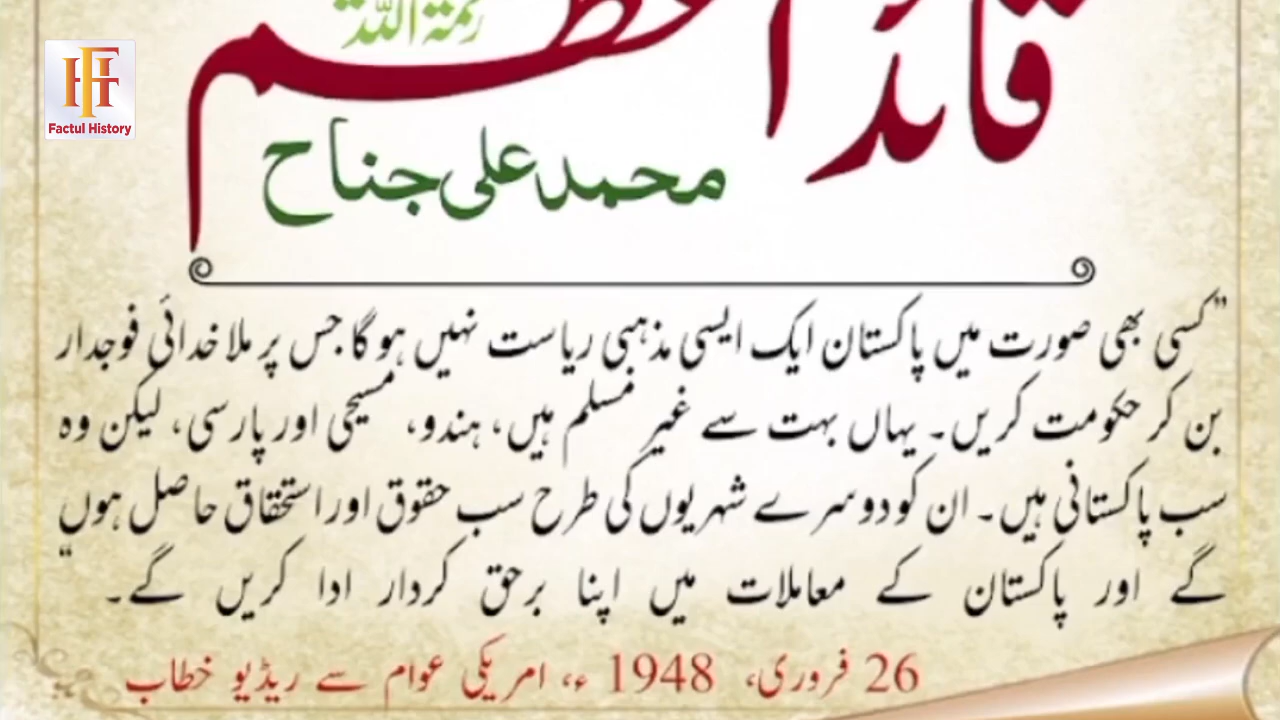 رحمۃ اللہ
قائد اعظم
محمد علی جناح
Factul History
”کسی بھی صورت میں پاکستان ایک ایسی مذہبی ریاست نہیں ہو گا جس پر ملا خدائی فوجدار
بن کر حکومت کریں۔ یہاں بہت سے غیر مسلم ہیں، ہندو، مسیحی اور پارسی، لیکن وہ
سب پاکستانی ہیں۔ ان کو دوسرے شہریوں کی طرح سب حقوق اور استحقاق حاصل ہوں
گے اور پاکستان کے معاملات میں اپنا برحق کردار ادا کریں گے۔“
26 فروری، 1948ء، امریکی عوام سے ریڈیو خطاب